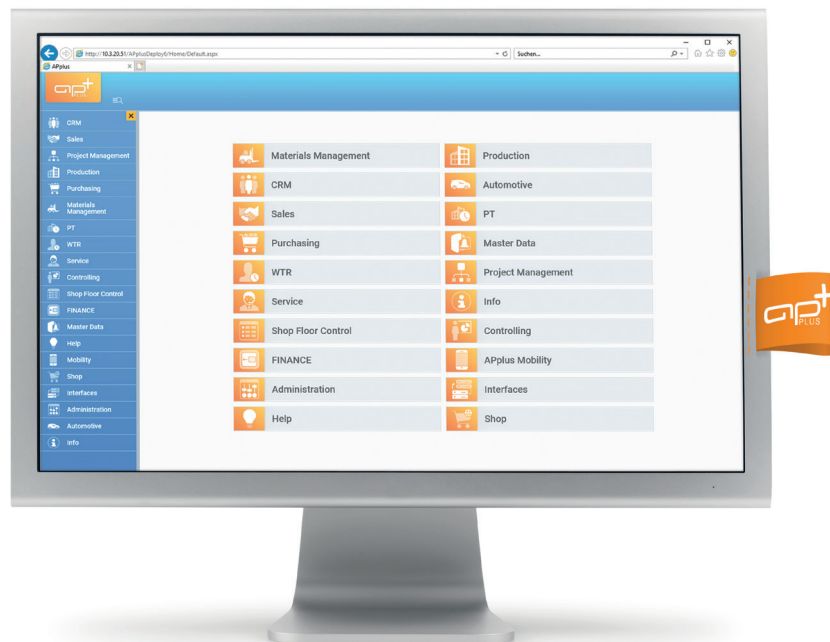 http://10.3.20.51/APplusDeploy6/Home/Default.aspx
Suchen...
APplus
ap+
PLUS
CRM
Sales
Project Management
Production
Purchasing
Materials
Management
PT
WTR
Service
Controlling
Shop Floor Control
FINANCE
Master Data
Help
Mobility
Shop
Interfaces
Administration
Automotive
Info
Materials Management
Production
CRM
Automotive
Sales
PT
Purchasing
Master Data
WTR
Project Management
Service
Info
Shop Floor Control
Controlling
FINANCE
APplus Mobility
Administration
Interfaces
Help
Shop
ap+
PLUS